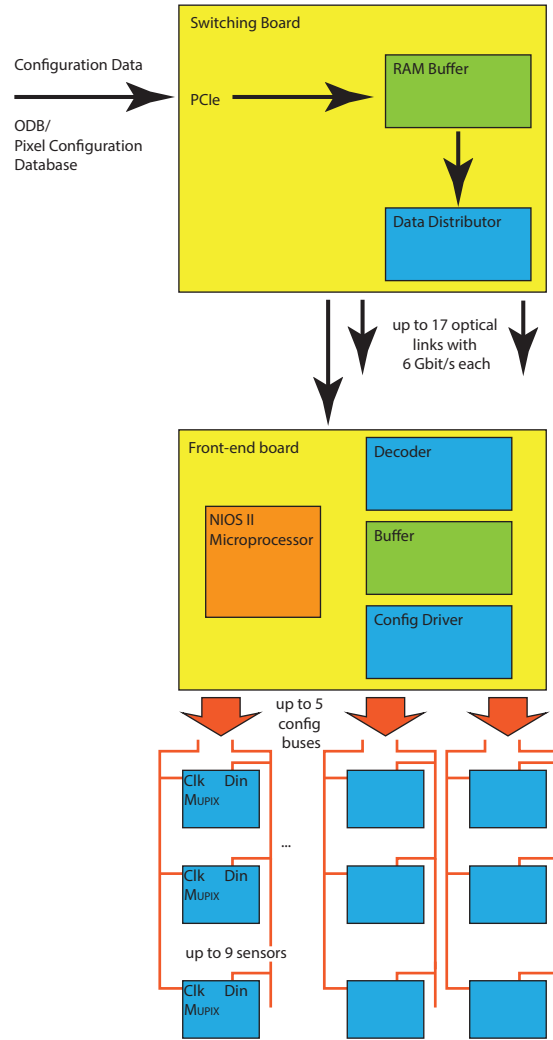 Switching Board
Configuration Data
RAM Buffer
PCIe
ODB/
Pixel Configuration
Database
Data Distributor
up to 17 optical
links with
6 Gbit/s each
Front-end board
Decoder
NIOS II
Microprocessor
Buffer
Config Driver
up to 5
config
buses
Clk Din
MUPIX
...
Clk Din
MUPIX
up to 9 sensors
Clk Din
MUPIX